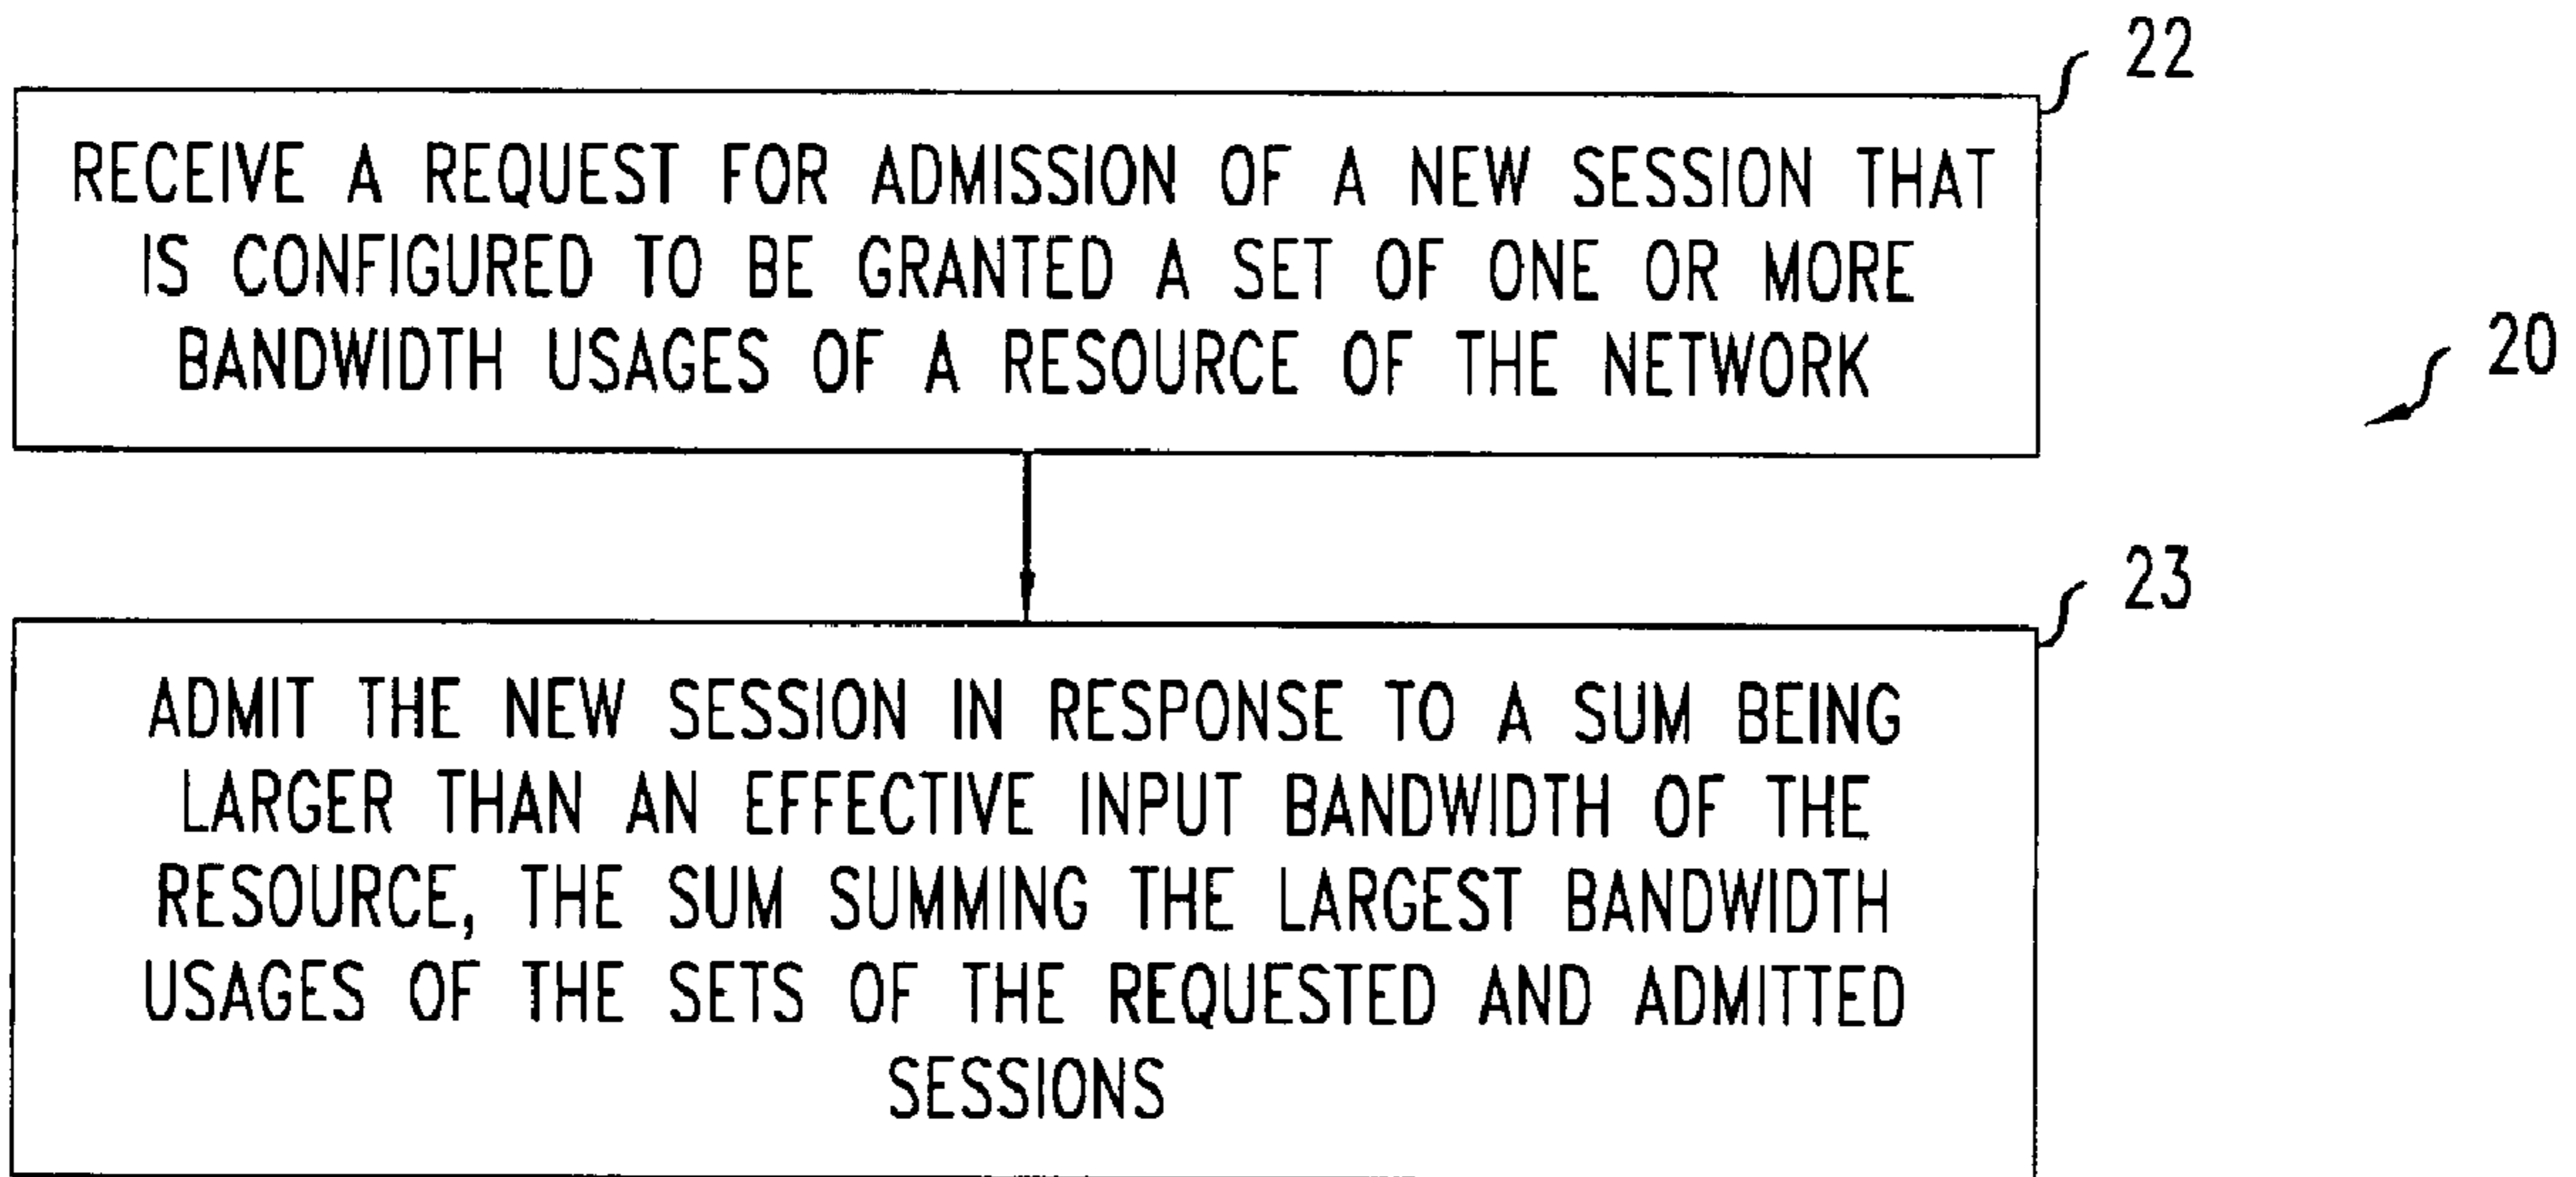 22
RECEIVE A REQUEST FOR ADMISSION OF A NEW SESSION THAT
IS CONFIGURED TO BE GRANTED A SET OF ONE OR MORE
BANDWIDTH USAGES OF A RESOURCE OF THE NETWORK
20
23
ADMIT THE NEW SESSION IN RESPONSE TO A SUM BEING
LARGER THAN AN EFFECTIVE INPUT BANDWIDTH OF THE
RESOURCE, THE SUM SUMMING THE LARGEST BANDWIDTH
USAGES OF THE SETS OF THE REQUESTED AND ADMITTED
SESSIONS